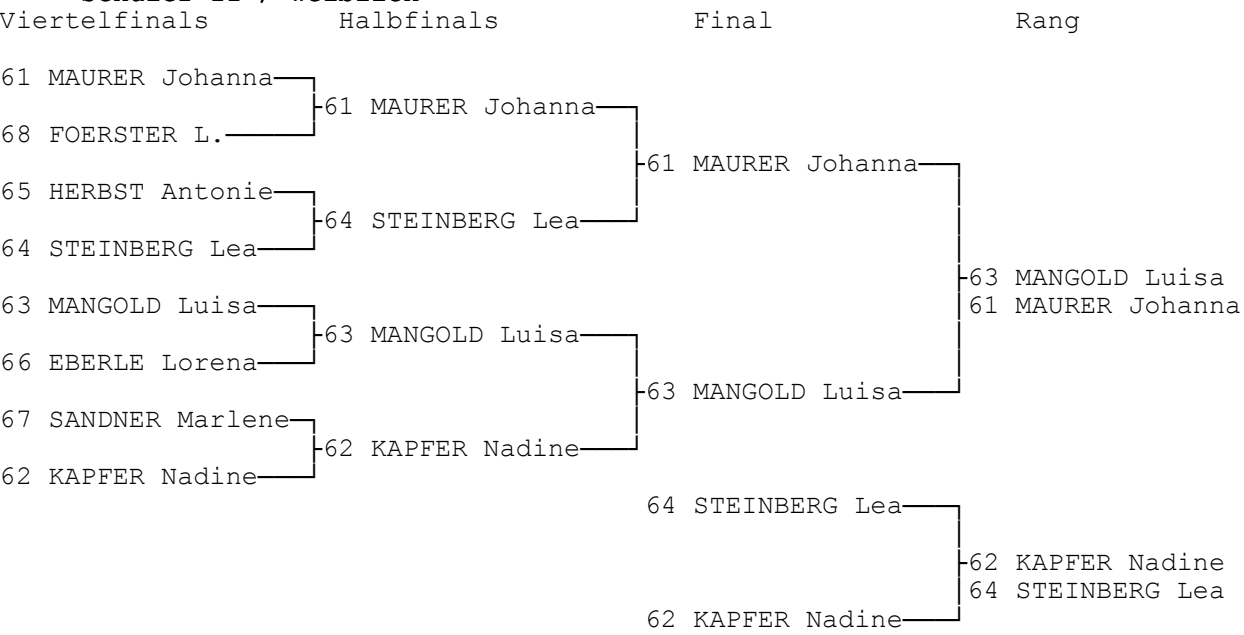 Viertelfinals Halbfinals Final Rang
61 MAURER Johanna
61 MAURER Johanna
68 FOERSTER L.
61 MAURER Johanna
65 HERBST Antonie
64 STEINBERG Lea
64 STEINBERG Lea
63 MANGOLD Luisa
63 MANGOLD Luisa 61 MAURER Johanna
63 MANGOLD Luisa
66 EBERLE Lorena
63 MANGOLD Luisa
67 SANDNER Marlene
62 KAPFER Nadine
62 KAPFER Nadine
64 STEINBERG Lea
62 KAPFER Nadine
64 STEINBERG Lea
62 KAPFER Nadine